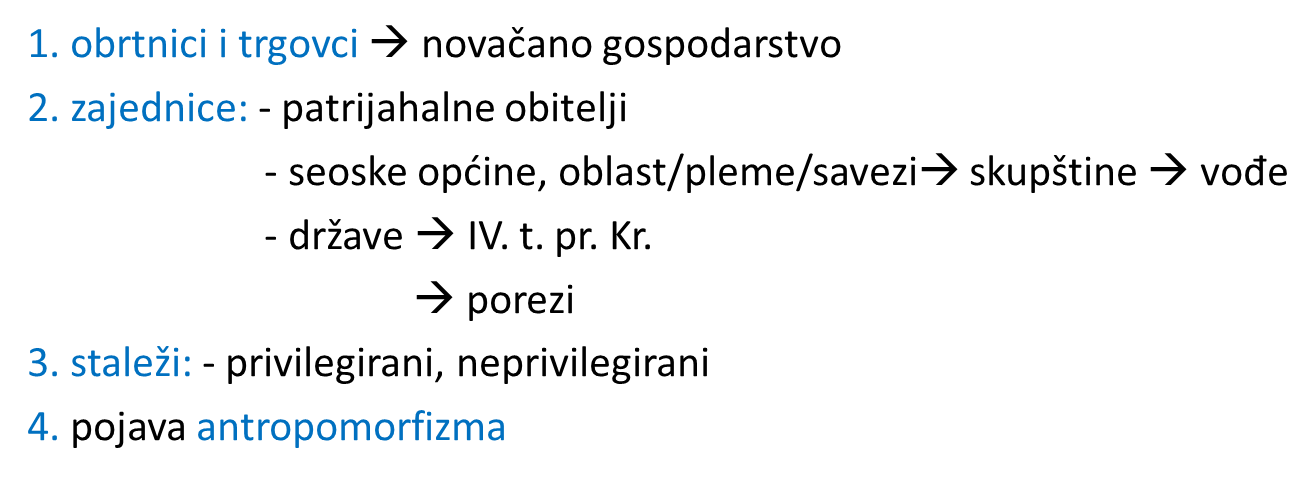 1. obrtnici i trgovci → novačano gospodarstvo
2. zajednice: - patrijahalne obitelji
- seoske općine, oblast/pleme/savezi→ skupštine → vođe
- države → IV. t. pr. Kr.
→ porezi
3. staleži: - privilegirani, neprivilegirani
4. pojava antropomorfizma